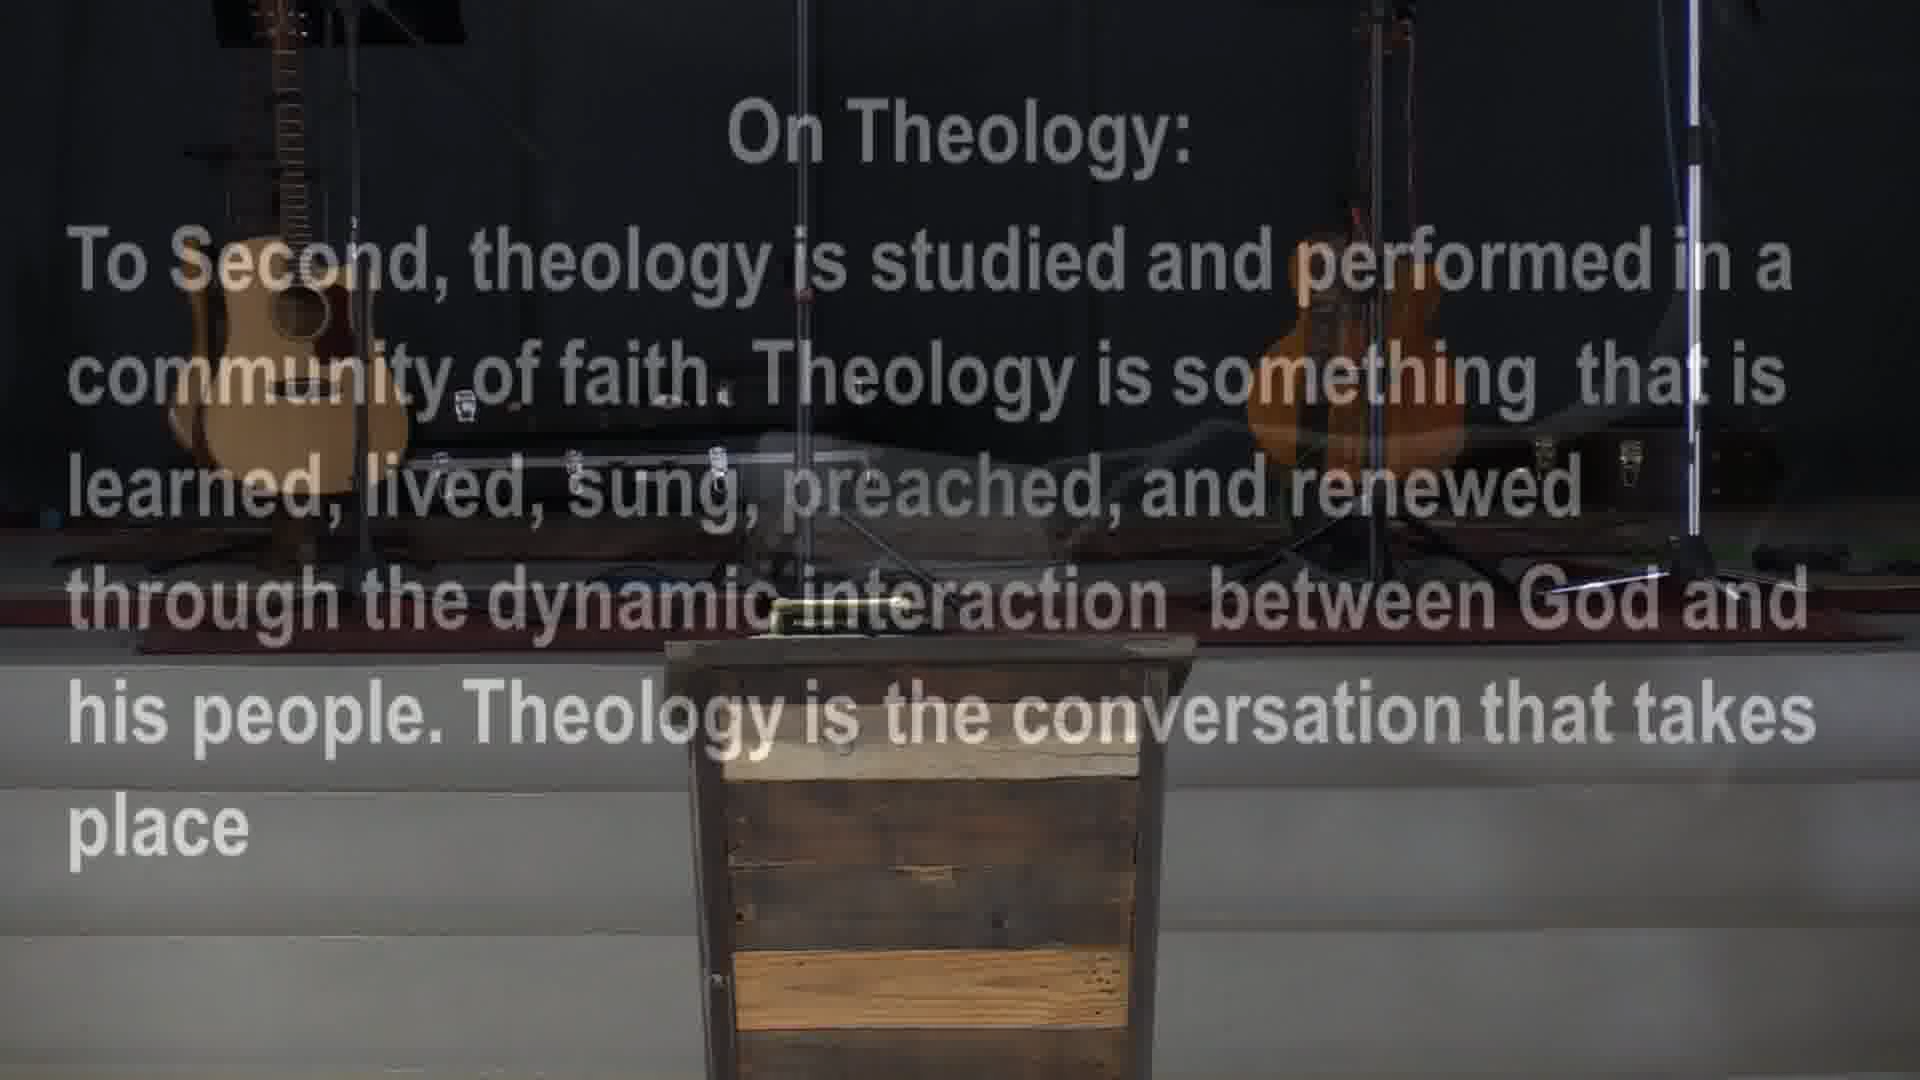 On Theology:
To Second, theology is studied and performed in a
community of faith. Theology is something that is
learned, lived, sung, preached, and renewed
through the dynamic interaction between God and
his people. Theology is the conversation that takes
place